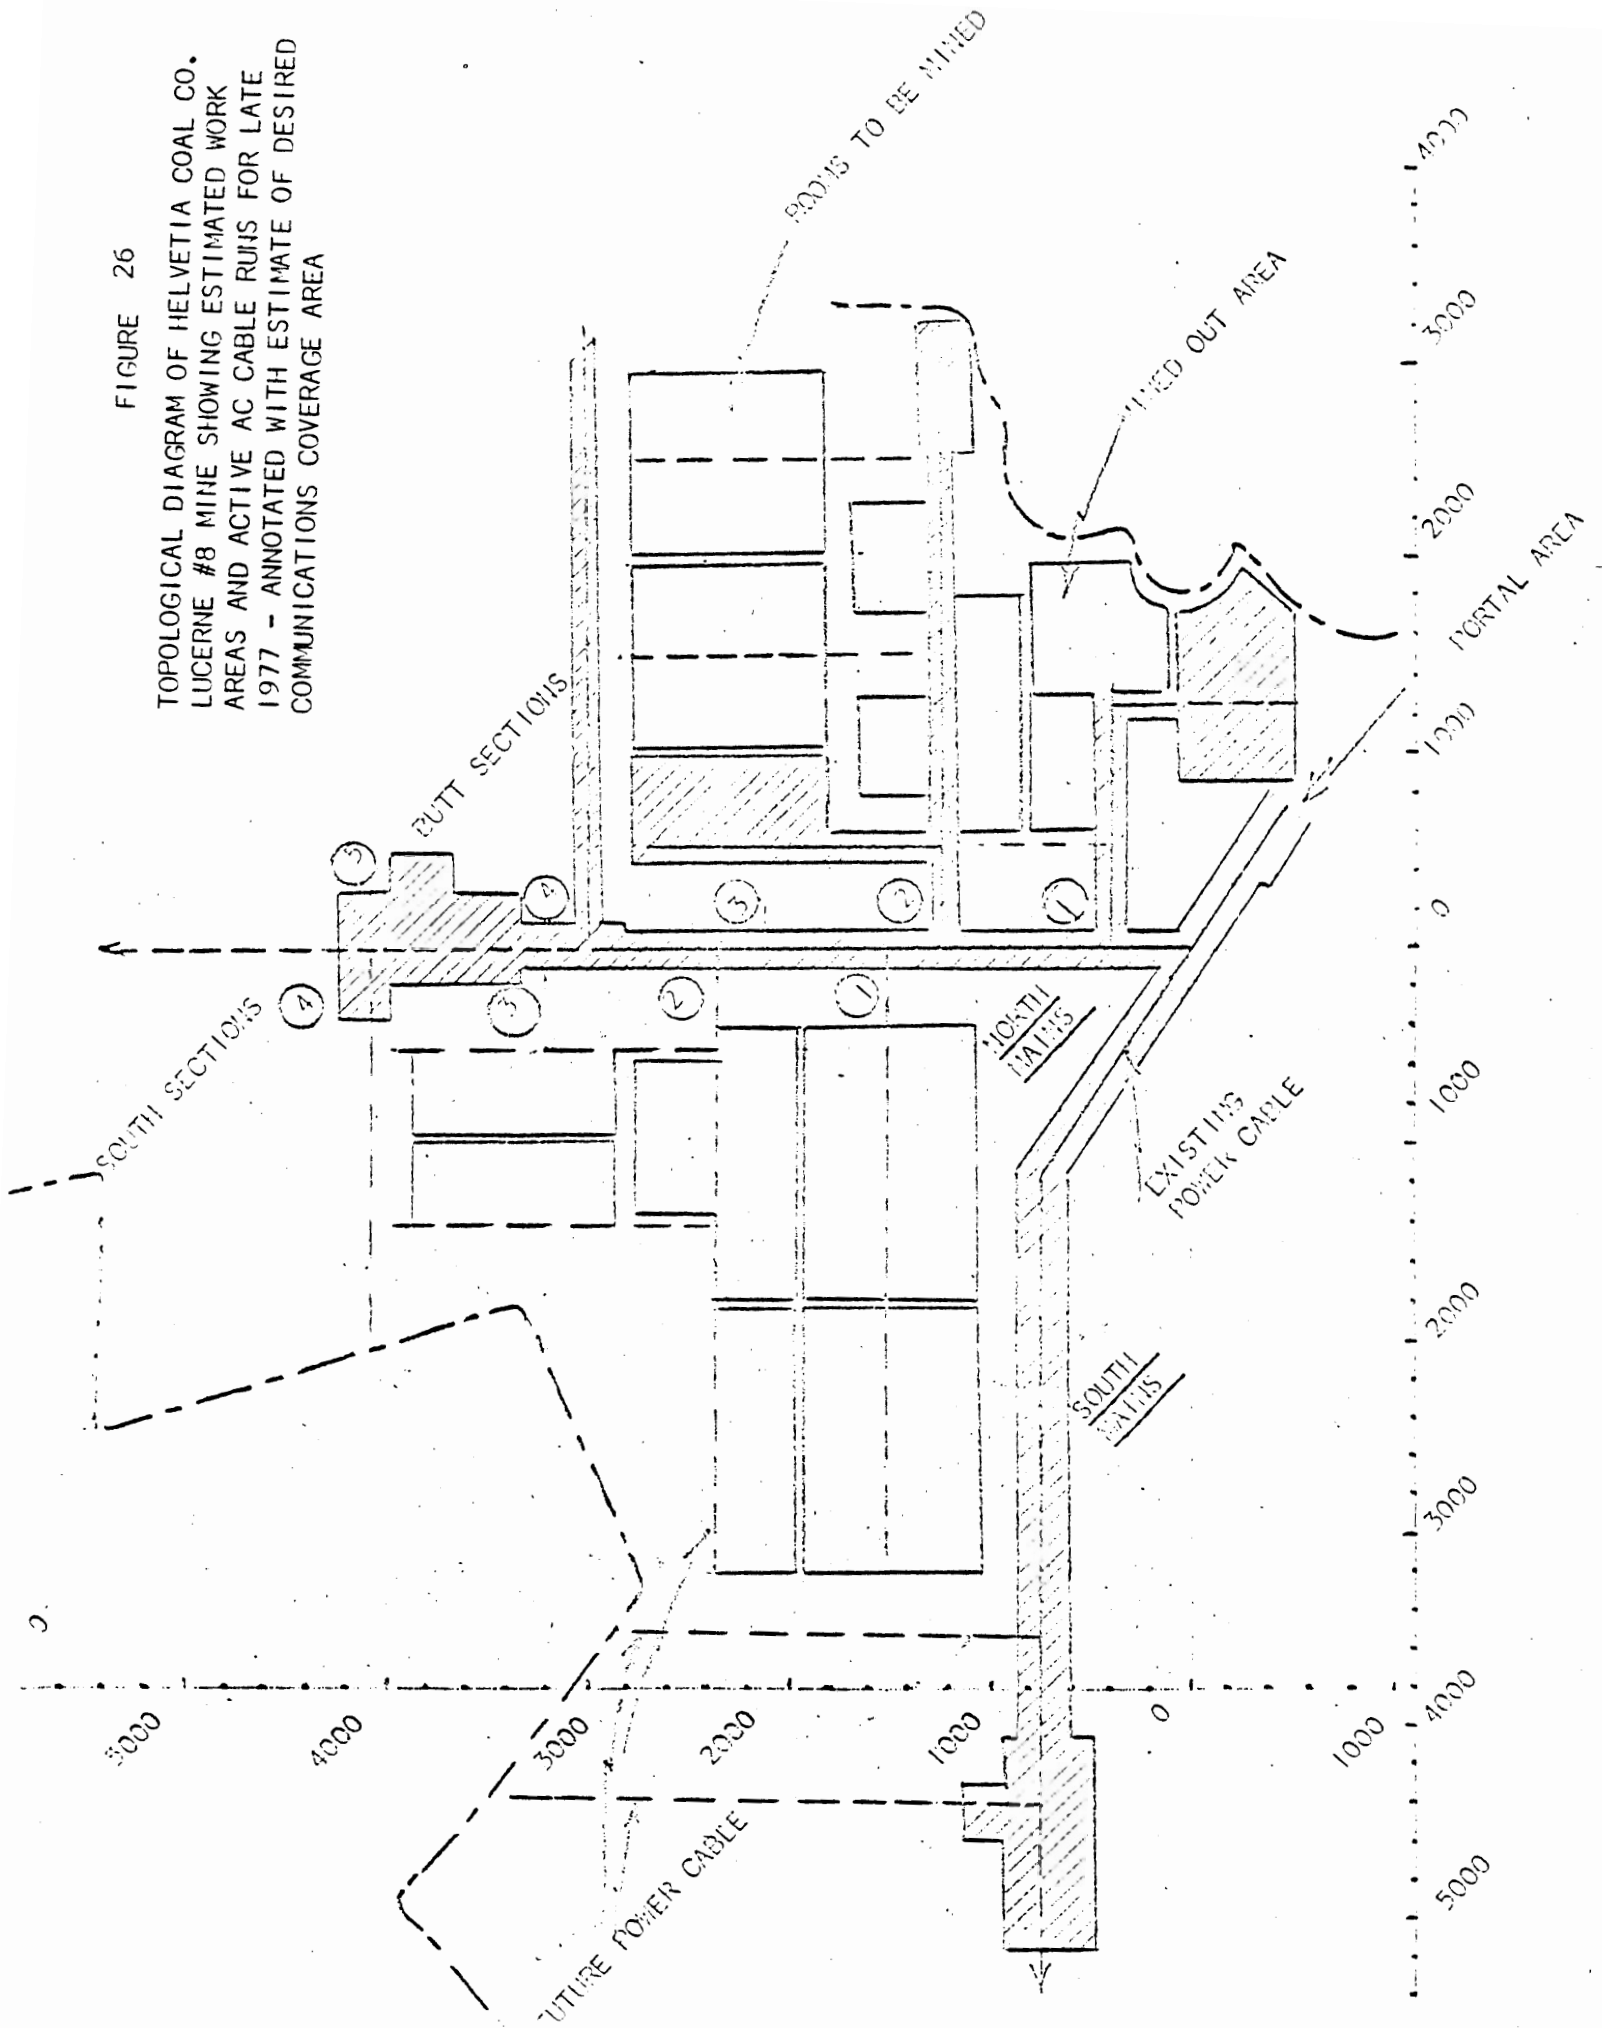 FIGURE 26
TOPOLOGICAL DIAGRAM OF HELVETIA COAL CO.
LUCERNE #8 MINE SHOWING ESTIMATED WORK
AREAS AND ACTIVE AC CABLE RUNS FOR LATE
1977 - ANNOTATED WITH ESTIMATE OF DESIRED
COMMUNICATIONS COVERAGE AREA
ROOMS TO BE MINED
MINED OUT AREA
PORTAL AREA
BUTT SECTIONS
5
4
3
2
1
SOUTH SECTIONS
4
3
2
1
NORTH
MAINS
EXISTING
POWER CABLE
SOUTH
MAINS
FUTURE POWER CABLE
5000
4000
3000
2000
1000
0
1000
4000
3000
2000
1000
0
1000
2000
3000
4000
5000